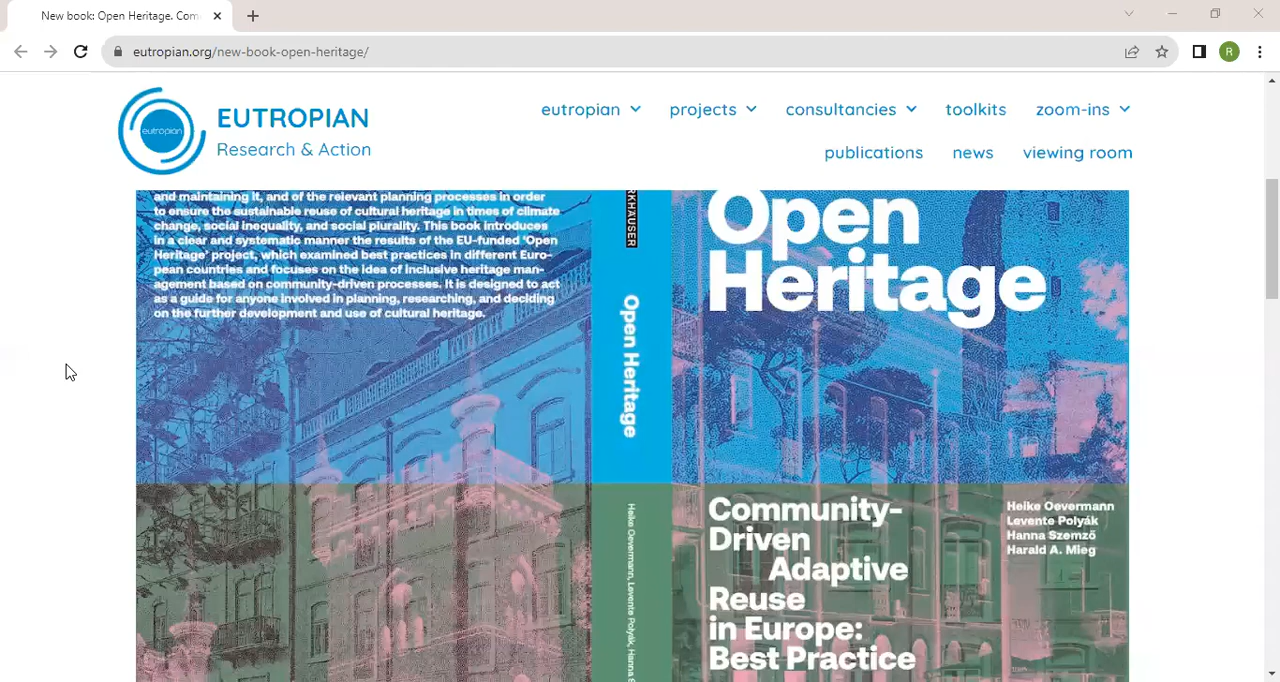 New book: Open Heritage. Com
eutropian.org/new-book-open-heritage/
R
eutropian
EUTROPIAN
Research & Action
eutropian
projects
consultancies
toolkits
zoom-ins
publications
news
viewing room
and maintaining it, and of the relevant planning processes in order
to ensure the sustainable reuse of cultural heritage in times of climate
change, social inequality, and social plurality. This book introduces
in a clear and systematic manner the results of the EU-funded ‘Open
Heritage’ project, which examined best practices in different Euro-
pean countries and focuses on the idea of inclusive heritage man-
agement based on community-driven processes. It is designed to act
as a guide for anyone involved in planning, researching, and deciding
on the further development and use of cultural heritage.
RKHÄUSER
Open Heritage
Heike Oevermann, Levente Polyák, Hanna S
Open
Heritage
Community-
Driven
Adaptive
Reuse
in Europe:
Best Practice
Heike Oevermann
Levente Polyák
Hanna Szemző
Harald A. Mieg